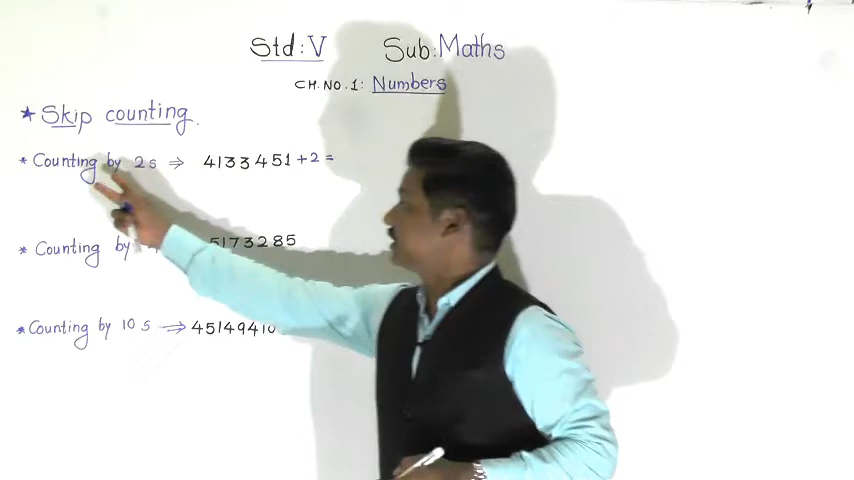 Std: V Sub: Maths
CH. NO. 1: Numbers
* Skip counting.
* Counting by 2s ⇒ 4133451 + 2 =
* Counting by 5173285
* Counting by 10s ⇒ 45149410